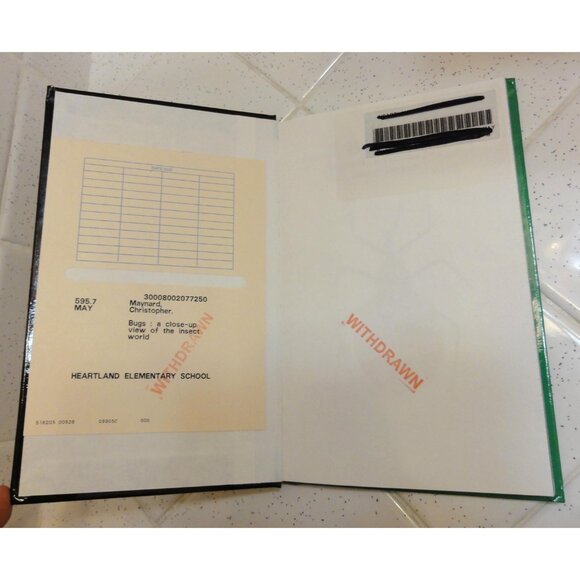 30008002077250
595.7 Maynard,
MAY Christopher.
Bugs : a close-up
view of the insect
world
WITHDRAWN
HEARTLAND ELEMENTARY SCHOOL
WITHDRAWN